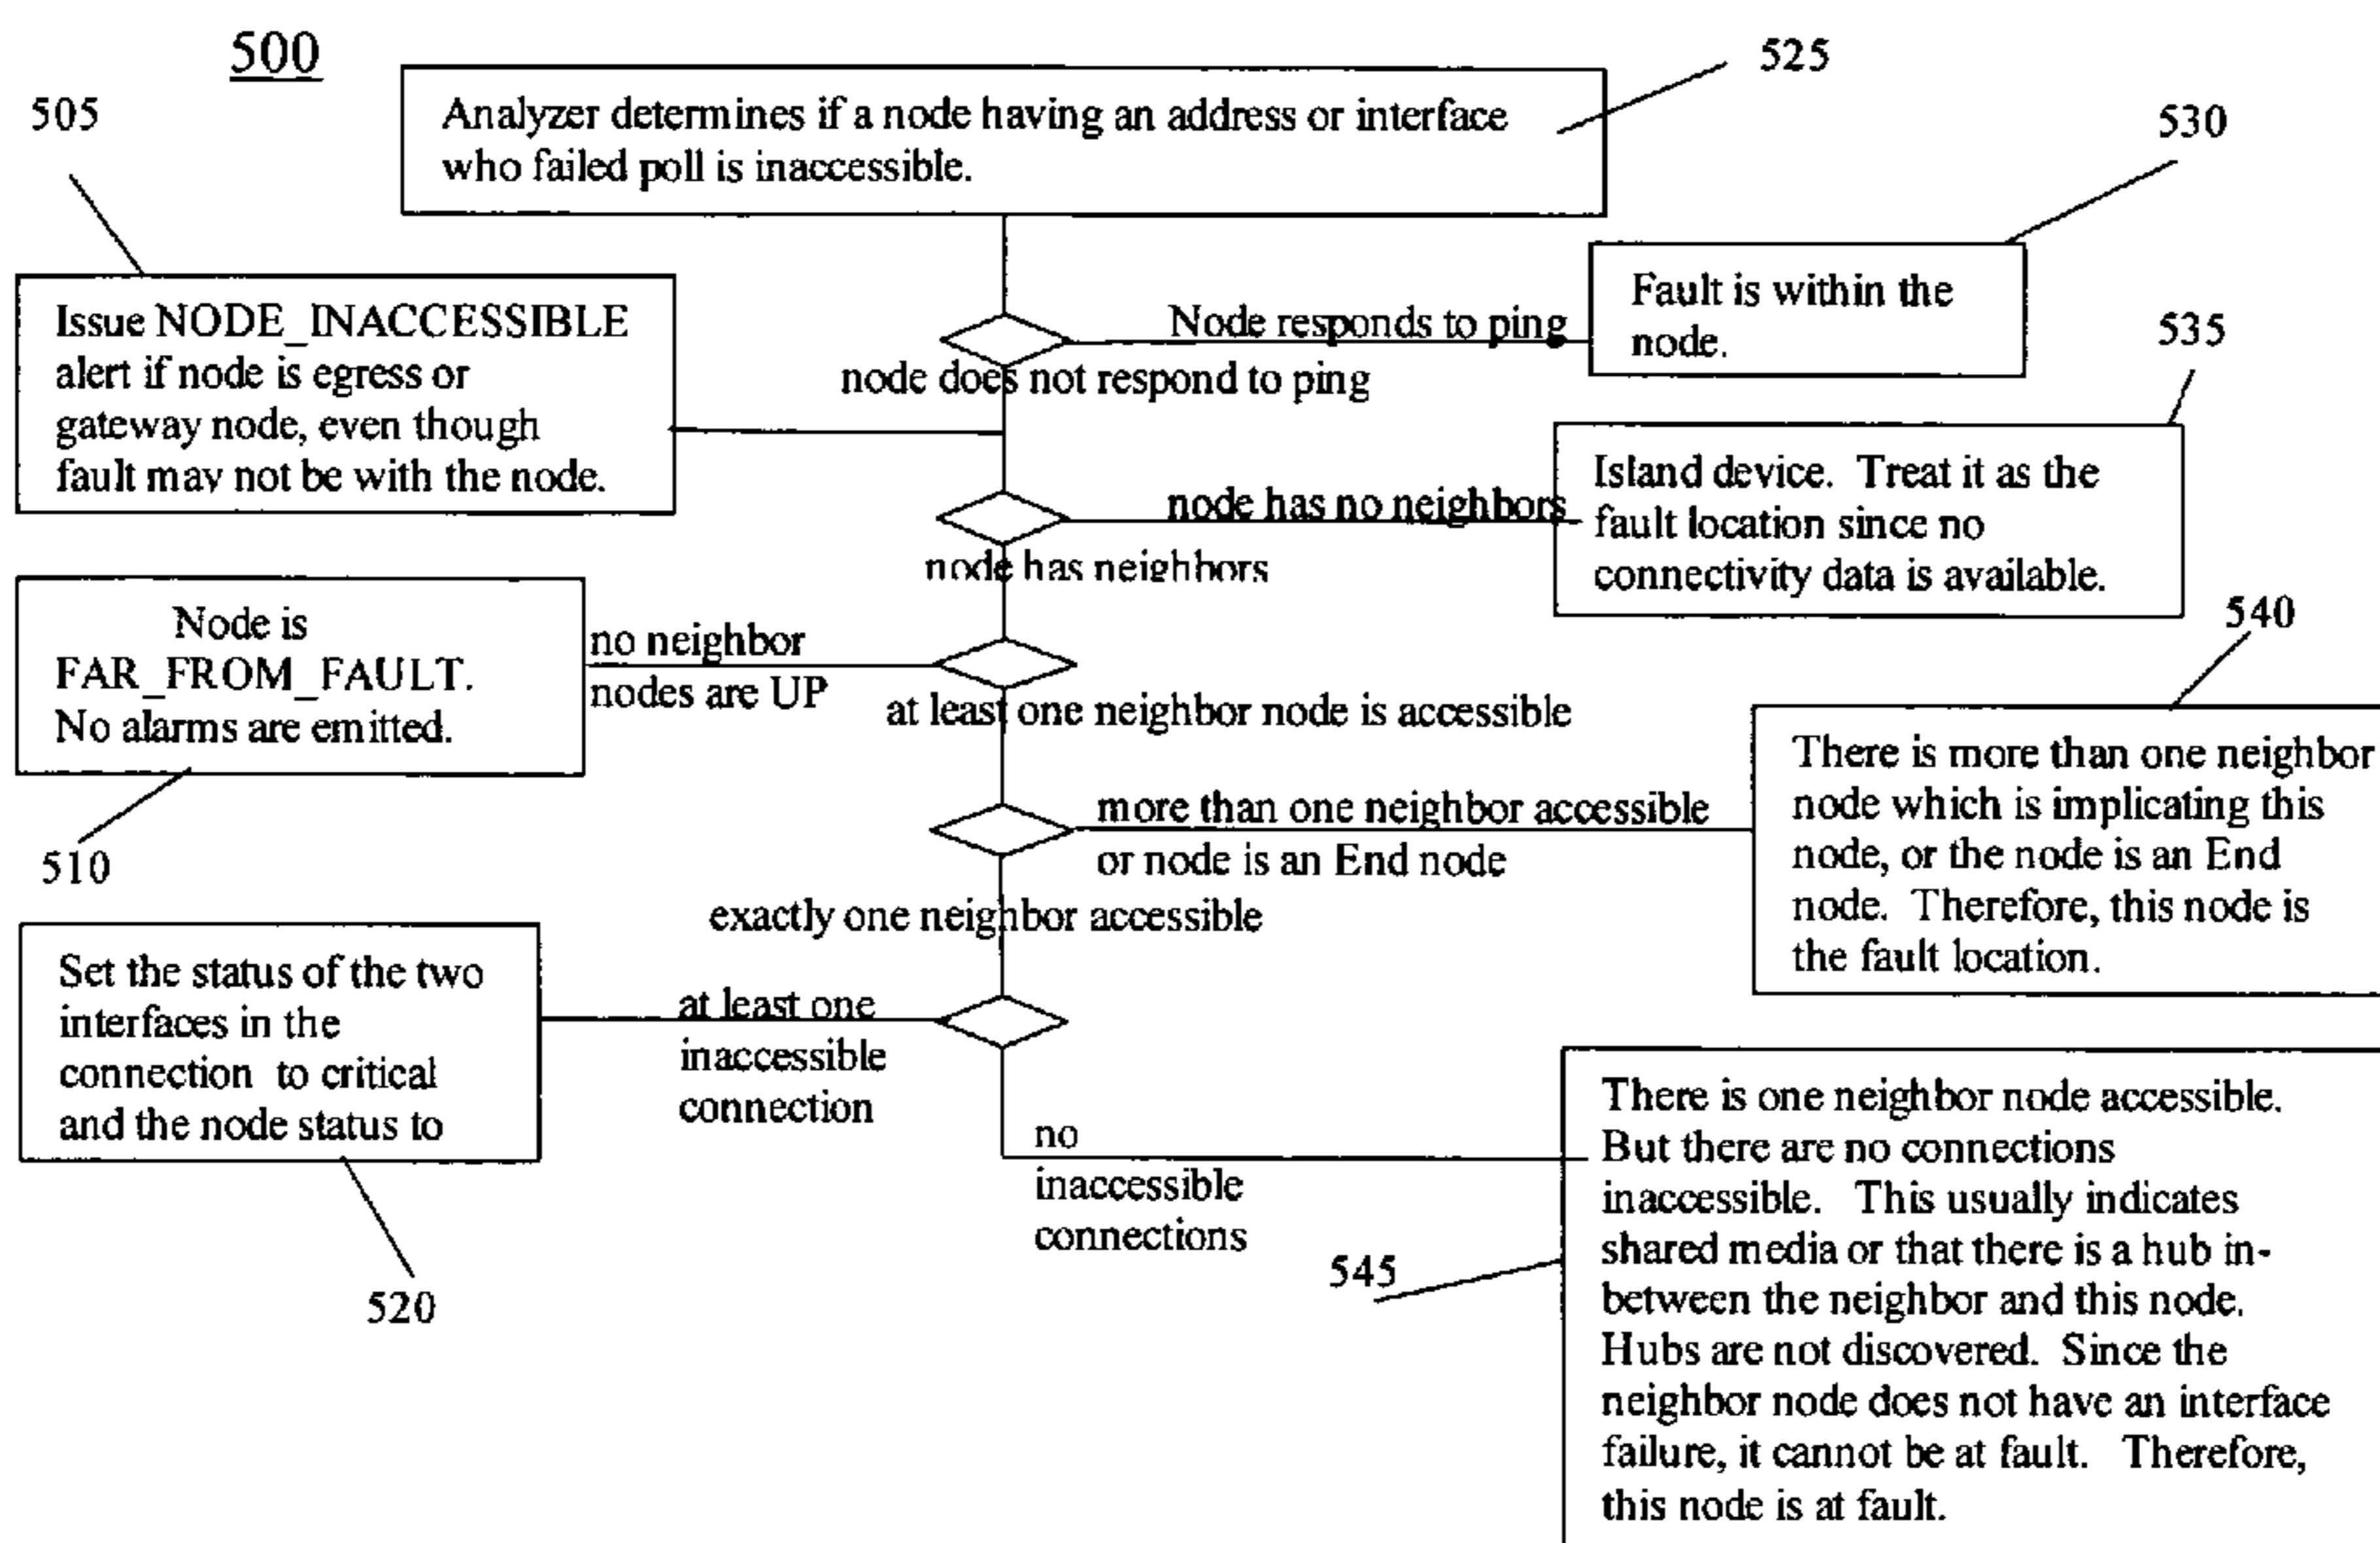 500
525
505
Analyzer determines if a node having an address or interface
who failed poll is inaccessible.
530
Issue NODE_INACCESSIBLE
alert if node is egress or
gateway node, even though
fault may not be with the node.
Node responds to ping
Fault is within the
node.
535
node does not respond to ping
node has no neighbors
Island device. Treat it as the
fault location since no
connectivity data is available.
node has neighbors
Node is
FAR_FROM_FAULT.
No alarms are emitted.
510
no neighbor
nodes are UP
at least one neighbor node is accessible
540
more than one neighbor accessible
or node is an End node
There is more than one neighbor
node which is implicating this
node, or the node is an End
node. Therefore, this node is
the fault location.
exactly one neighbor accessible
Set the status of the two
interfaces in the
connection to critical
and the node status to
520
at least one
inaccessible
connection
no
inaccessible
connections
545
There is one neighbor node accessible.
But there are no connections
inaccessible. This usually indicates
shared media or that there is a hub in-
between the neighbor and this node.
Hubs are not discovered. Since the
neighbor node does not have an interface
failure, it cannot be at fault. Therefore,
this node is at fault.